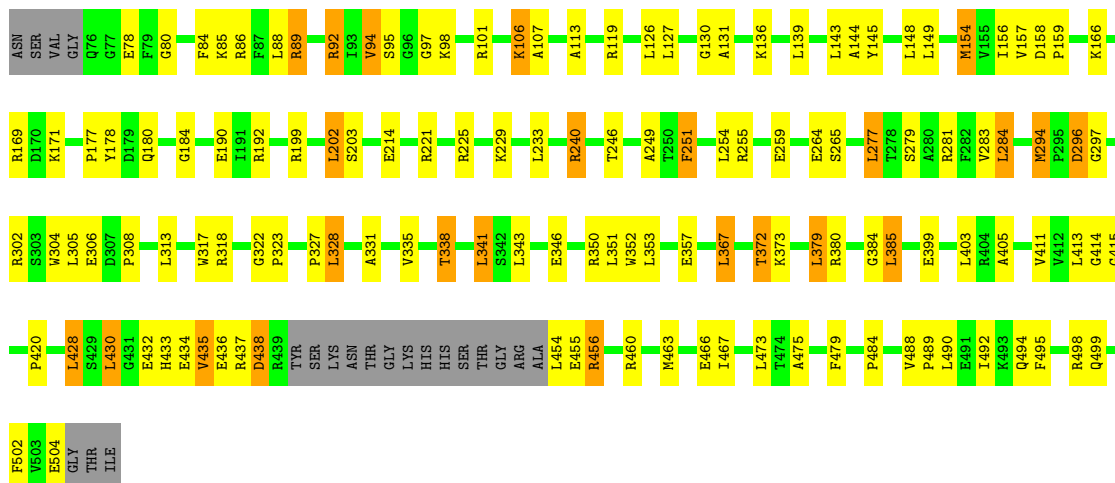 ASN SER VAL GLY Q76 G77 E78 F79 G80 F84 K85 R86 F87 L88 R89 R92 I93 V94 S95 G96 G97 K98 R101 K106 A107 A113 R119 L126 L127 G130 A131 K136 L139 L143 A144 Y145 L148 L149 M154 V155 I156 V157 D158 P159 K166
R169 D170 K171 P177 Y178 D179 Q180 G184 E190 I191 R192 R199 L202 S203 E214 R221 R225 K229 L233 R240 T246 A249 T250 F251 L254 R255 E259 E264 S265 L277 T278 S279 A280 R281 F282 V283 L284 M294 P295 D296 G297
R302 S303 W304 L305 E306 D307 P308 L313 W317 R318 G322 P323 P327 L328 A331 V335 T338 L341 S342 L343 E346 R350 L351 W352 L353 E357 L367 T372 K373 L379 R380 G384 L385 E399 L403 R404 A405 V411 V412 L413 G414 G415
P420 L428 S429 L430 G431 E432 H433 E434 V435 E436 R437 D438 R439 TYR SER LYS ASN THR GLY LYS HIS HIS SER THR GLY ARG ALA L454 E455 R456 R460 M463 E466 I467 L473 T474 A475 F479 P484 V488 P489 L490 E491 I492 K493 Q494 F495 R498 Q499
F502 V503 E504 GLY THR ILE